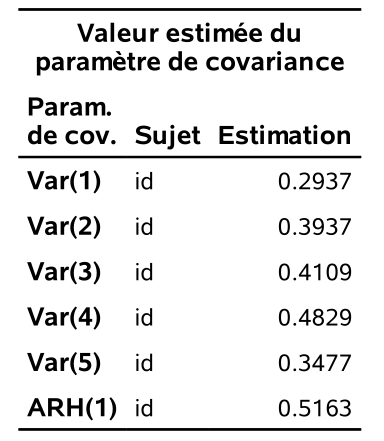 Valeur estimée du
paramètre de covariance
Param.
de cov. Sujet Estimation
Var(1) id 0.2937
Var(2) id 0.3937
Var(3) id 0.4109
Var(4) id 0.4829
Var(5) id 0.3477
ARH(1) id 0.5163